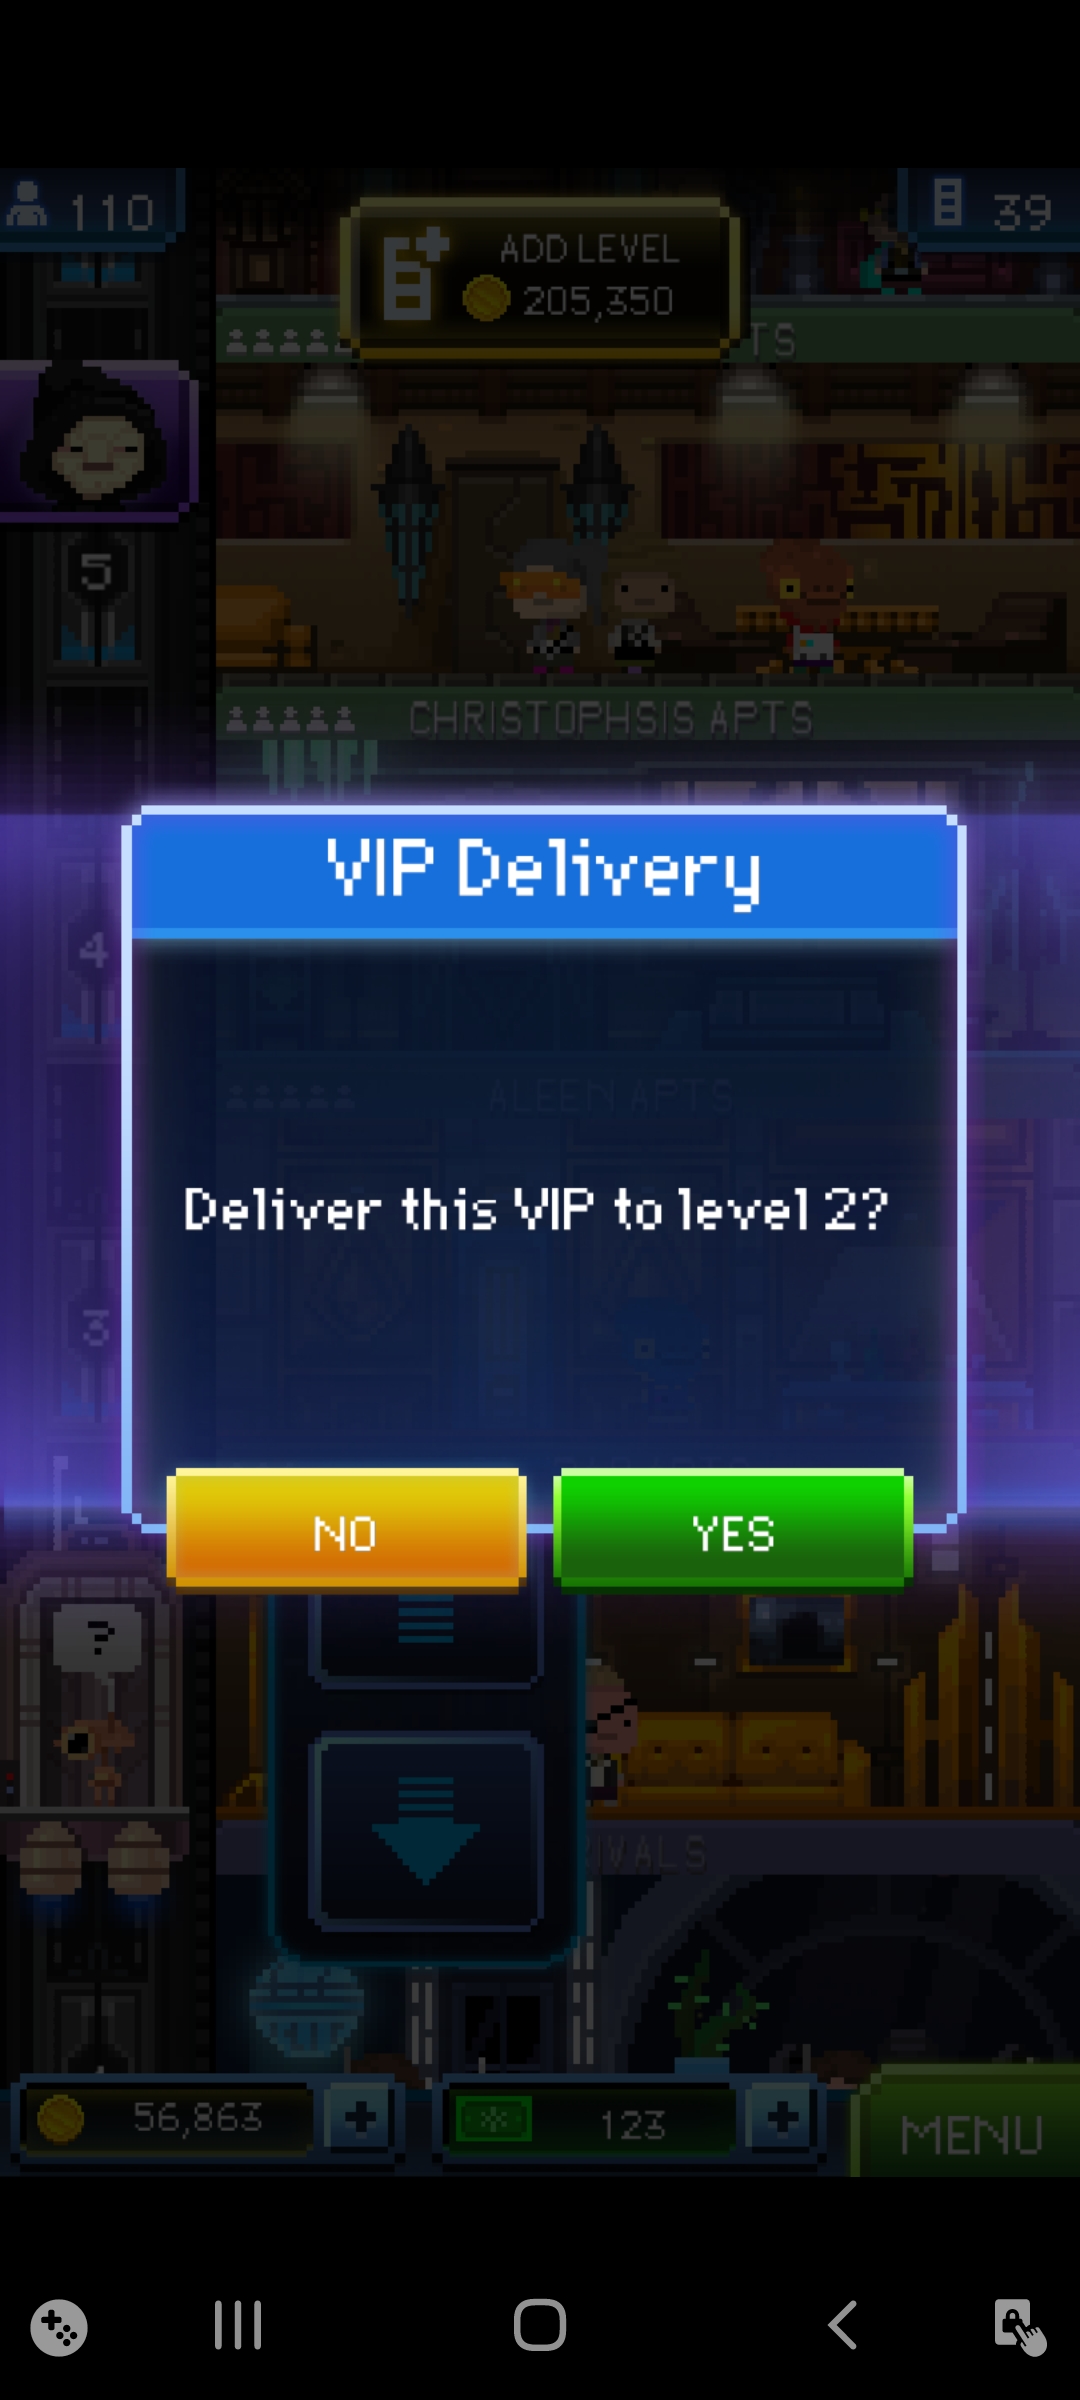 110
ADD LEVEL
205,350
39
TS
5
CHRISTOPHSIS APTS
VIP Delivery
4
ALEEN APTS
Deliver this VIP to level 2?
3
NO
YES
?
IVALS
56,863
123
MENU